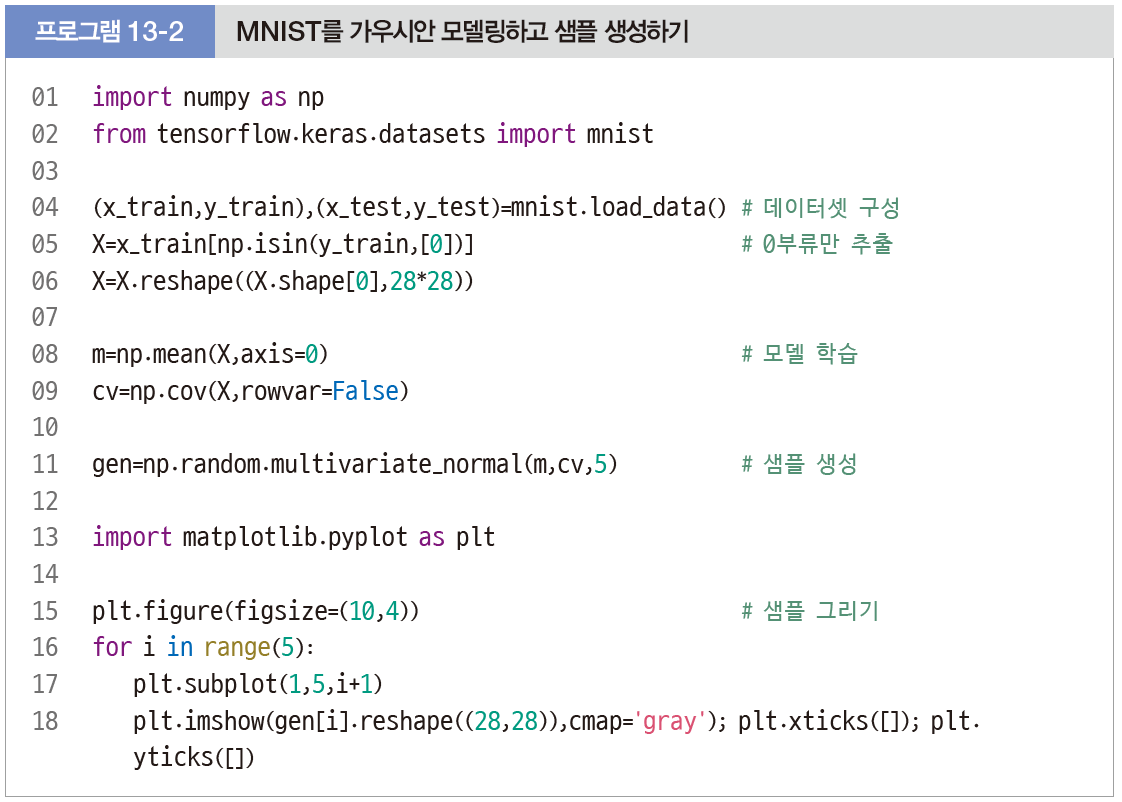 프로그램 13-2 MNIST를 가우시안 모델링하고 샘플 생성하기
01 import numpy as np
02 from tensorflow.keras.datasets import mnist
03
04 (x_train,y_train),(x_test,y_test)=mnist.load_data() # 데이터셋 구성
05 X=x_train[np.isin(y_train,[0])] # 0부류만 추출
06 X=X.reshape((X.shape[0],28*28))
07
08 m=np.mean(X,axis=0) # 모델 학습
09 cv=np.cov(X,rowvar=False)
10
11 gen=np.random.multivariate_normal(m,cv,5) # 샘플 생성
12
13 import matplotlib.pyplot as plt
14
15 plt.figure(figsize=(10,4)) # 샘플 그리기
16 for i in range(5):
17 plt.subplot(1,5,i+1)
18 plt.imshow(gen[i].reshape((28,28)),cmap='gray'); plt.xticks([]); plt.
yticks([])